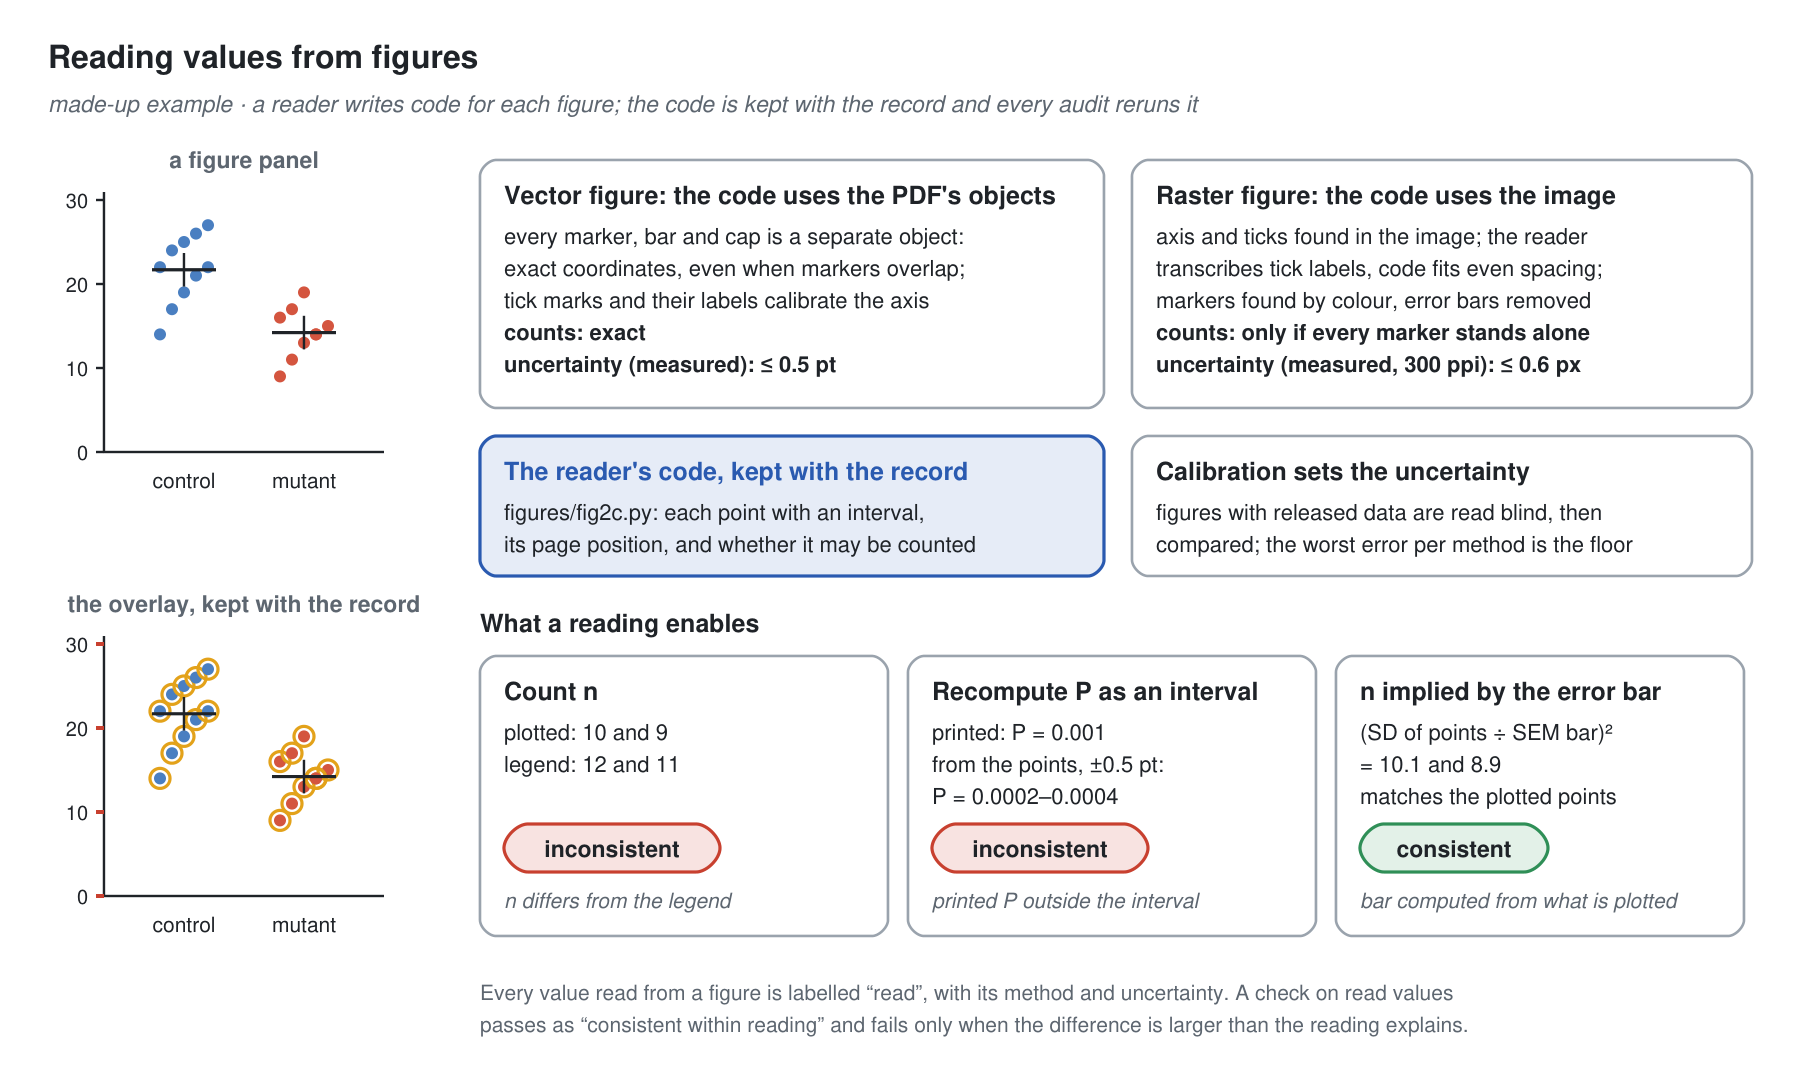 Reading values from figures
made-up example · a reader writes code for each figure; the code is kept with the record and every audit reruns it
a figure panel
30
20
10
0
control mutant
Vector figure: the code uses the PDF's objects
every marker, bar and cap is a separate object:
exact coordinates, even when markers overlap;
tick marks and their labels calibrate the axis
counts: exact
uncertainty (measured): ≤ 0.5 pt
Raster figure: the code uses the image
axis and ticks found in the image; the reader
transcribes tick labels, code fits even spacing;
markers found by colour, error bars removed
counts: only if every marker stands alone
uncertainty (measured, 300 ppi): ≤ 0.6 px
The reader's code, kept with the record
figures/fig2c.py: each point with an interval,
its page position, and whether it may be counted
Calibration sets the uncertainty
figures with released data are read blind, then
compared; the worst error per method is the floor
the overlay, kept with the record
30
20
10
0
control mutant
What a reading enables
Count n
plotted: 10 and 9
legend: 12 and 11
inconsistent
n differs from the legend
Recompute P as an interval
printed: P = 0.001
from the points, ±0.5 pt:
P = 0.0002–0.0004
inconsistent
printed P outside the interval
n implied by the error bar
(SD of points ÷ SEM bar)²
= 10.1 and 8.9
matches the plotted points
consistent
bar computed from what is plotted
Every value read from a figure is labelled “read”, with its method and uncertainty. A check on read values
passes as “consistent within reading” and fails only when the difference is larger than the reading explains.